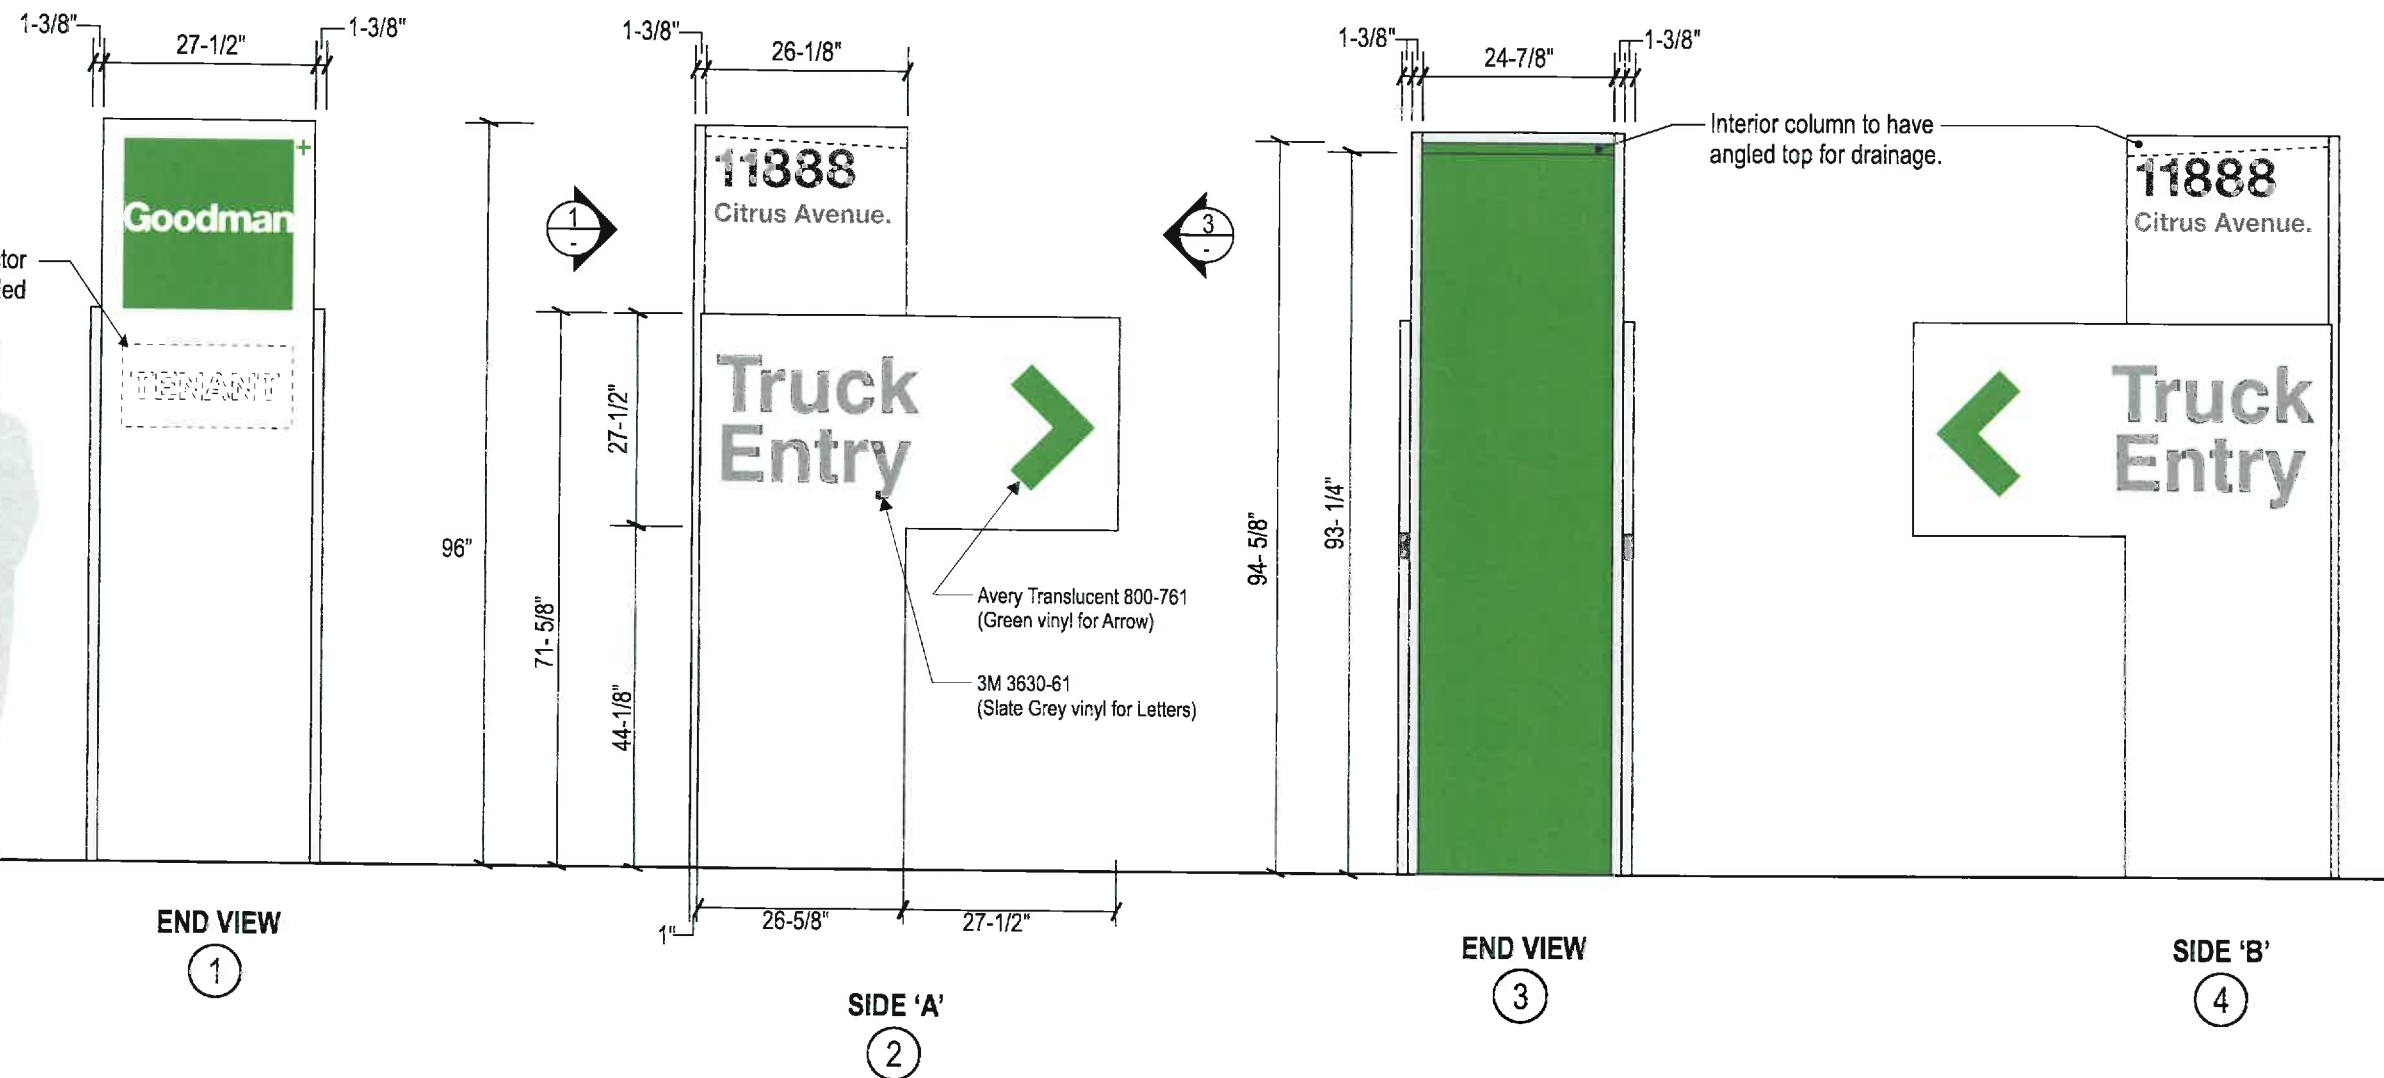 1-3/8"
27-1/2"
1-3/8"
Goodman
+
TENANT
END VIEW
1
96"
71- 5/8"
27-1/2"
44-1/8"
1
-
1-3/8"
26-1/8"
11888
Citrus Avenue.
Truck
Entry
Avery Translucent 800-761
(Green vinyl for Arrow)
3M 3630-61
(Slate Grey vinyl for Letters)
1"
26-5/8"
27-1/2"
SIDE ‘A’
2
3
-
94- 5/8"
93- 1/4"
1-3/8"
24-7/8"
1-3/8"
Interior column to have
angled top for drainage.
END VIEW
3
11888
Citrus Avenue.
Truck
Entry
SIDE ‘B’
4